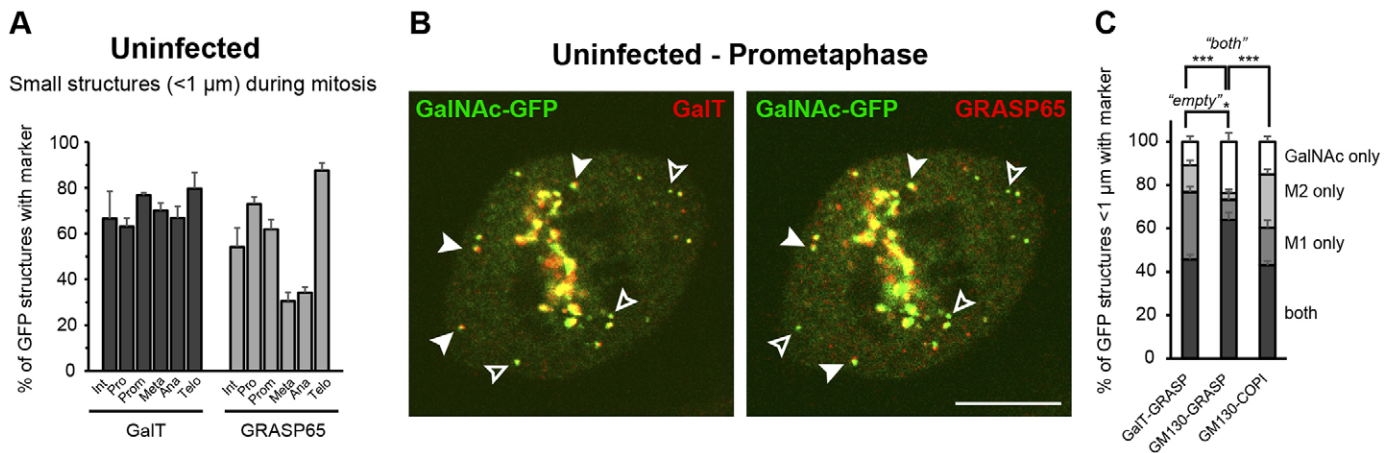 A
Uninfected
Small structures (<1 µm) during mitosis
% of GFP structures with marker
100
80
60
40
20
0
Int
Pro
Prom
Meta
Ana
Telo
Int
Pro
Prom
Meta
Ana
Telo
GalT
GRASP65
B
Uninfected - Prometaphase
GalNAc-GFP
GalT
GalNAc-GFP
GRASP65
C
“both”
*** ***
“empty”
*
% of GFP structures <1 µm with marker
100
80
60
40
20
0
GalNAc only
M2 only
M1 only
both
GalT-GRASP
GM130-GRASP
GM130-COPI